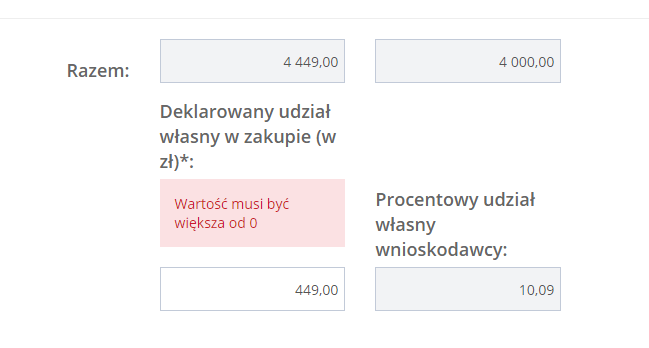 Razem:
4 449,00
4 000,00
Deklarowany udział
własny w zakupie (w
zł)*:
Wartość musi być
większa od 0
449,00
Procentowy udział
własny
wnioskodawcy:
10,09